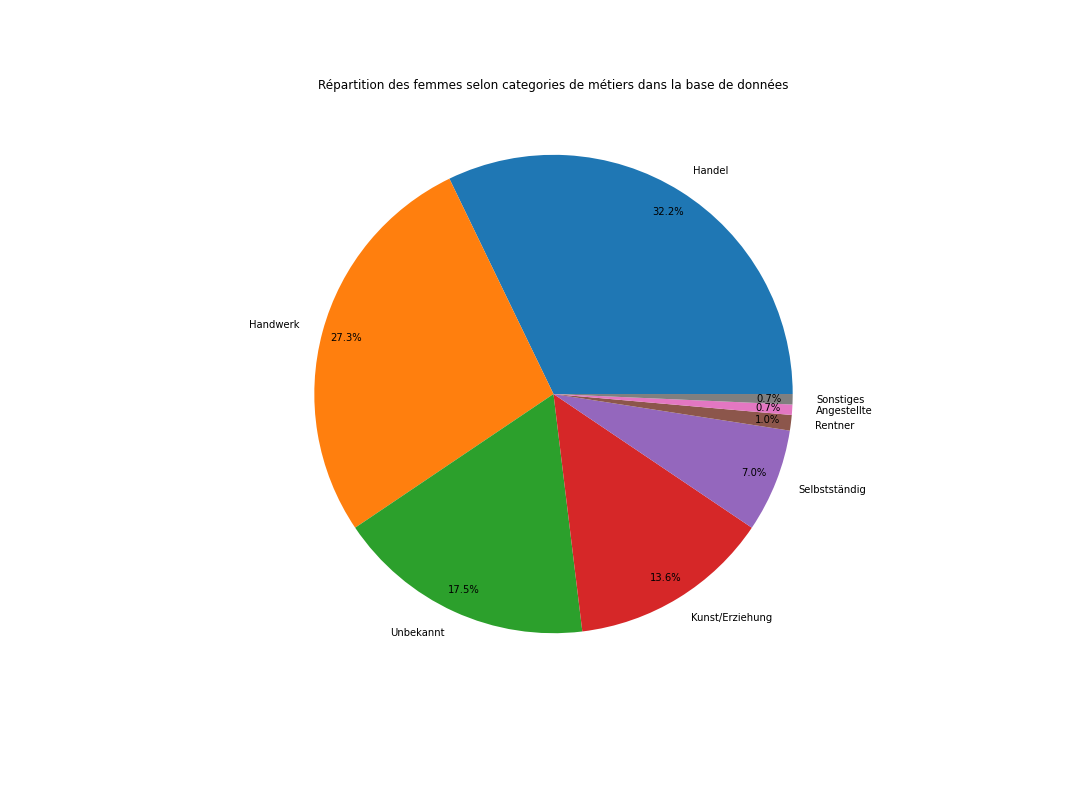 Répartition des femmes selon categories de métiers dans la base de données
Handel
32.2%
Handwerk
27.3%
Unbekannt
17.5%
Kunst/Erziehung
13.6%
Selbstständig
7.0%
Rentner
1.0%
Angestellte
0.7%
Sonstiges
0.7%